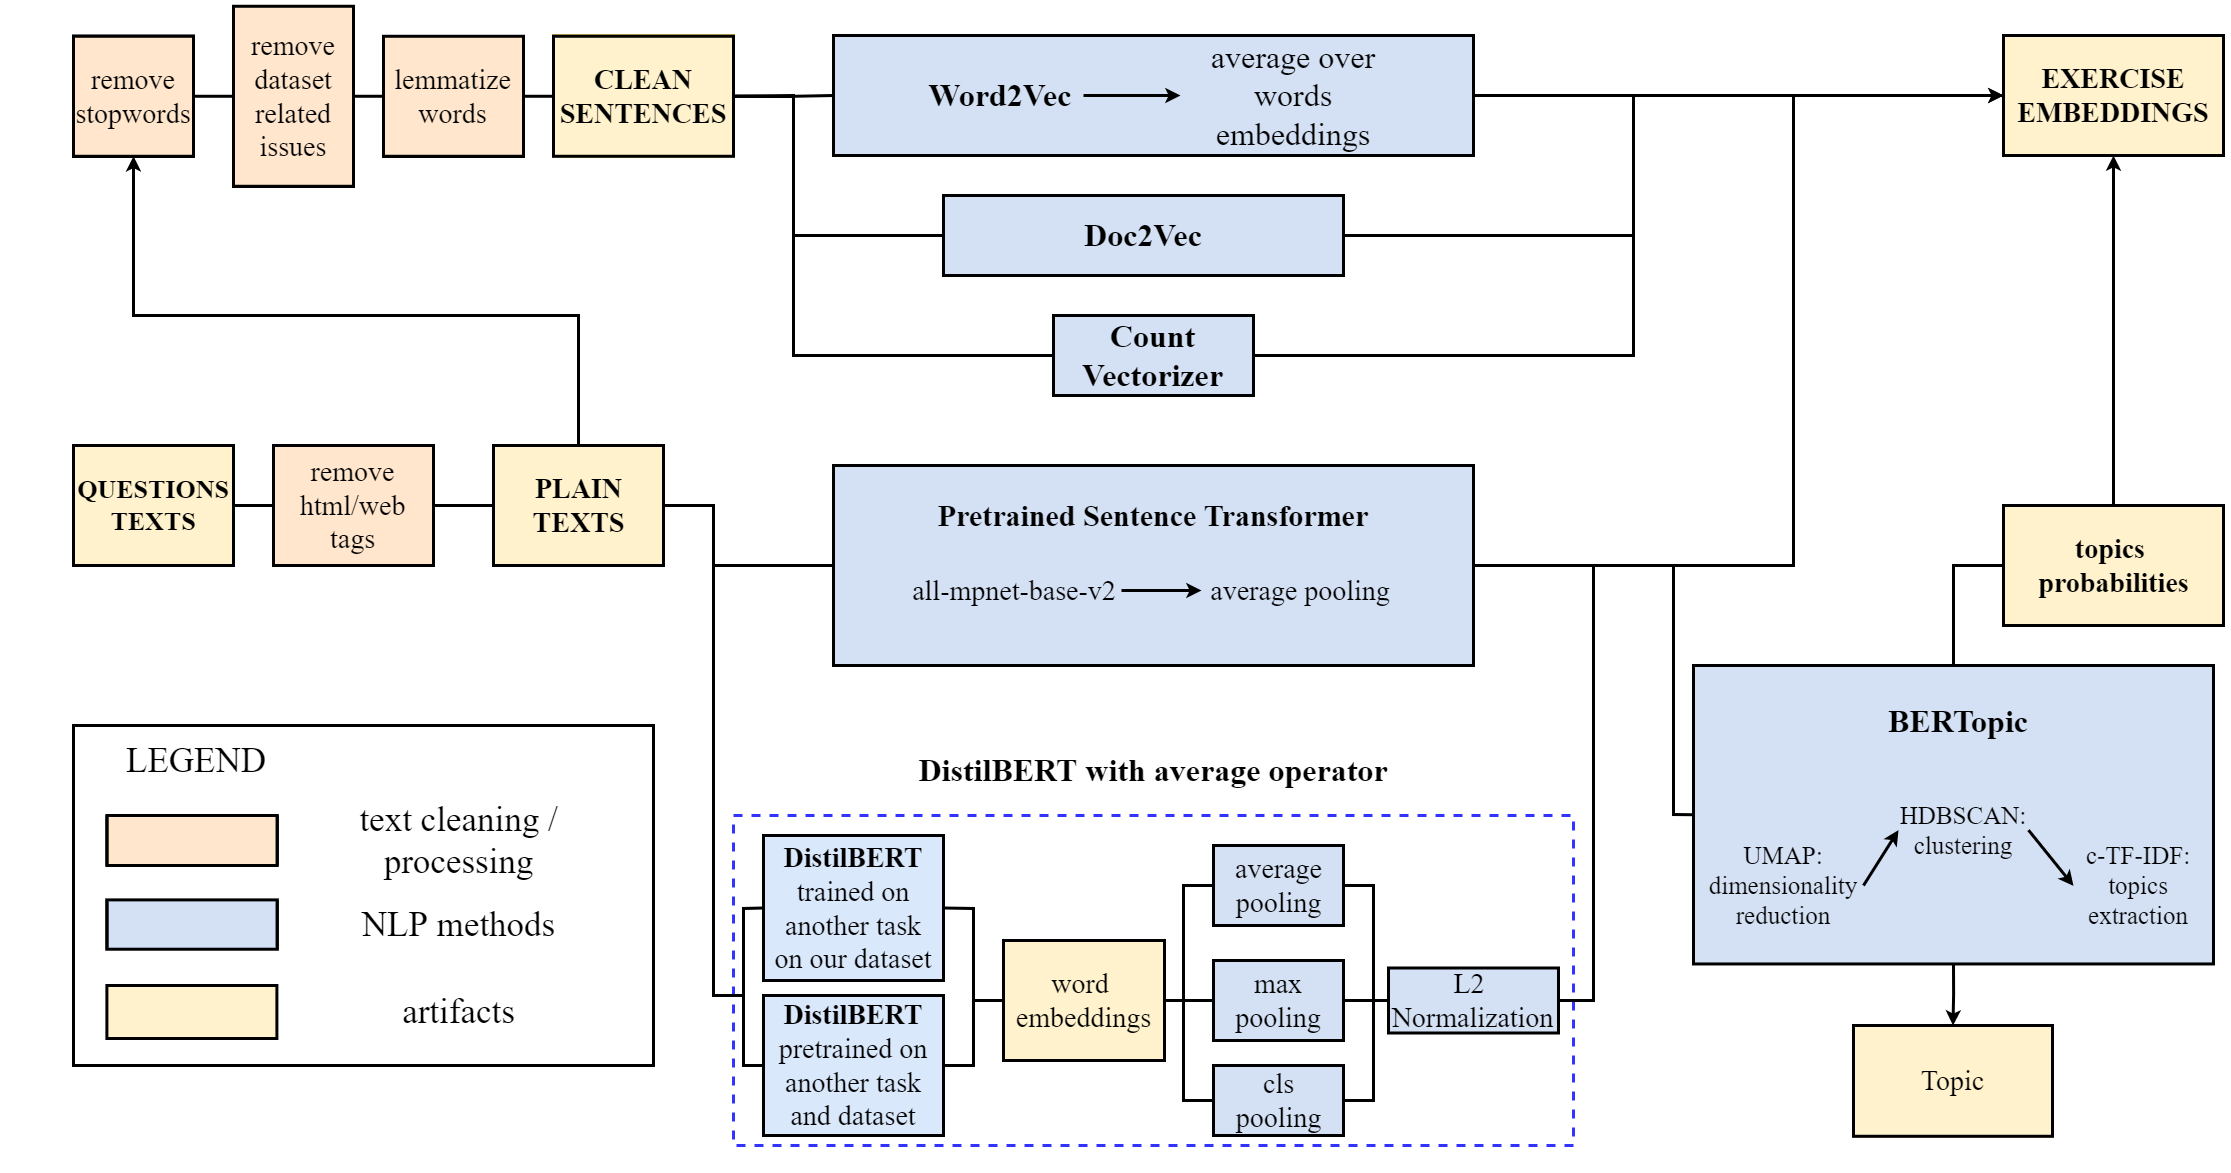 remove
stopwords
remove
dataset
related
issues
lemmatize
words
CLEAN
SENTENCES
Word2Vec
average over
words
embeddings
EXERCISE
EMBEDDINGS
Doc2Vec
Count
Vectorizer
QUESTIONS
TEXTS
remove
html/web
tags
PLAIN
TEXTS
Pretrained Sentence Transformer
all-mpnet-base-v2
average pooling
topics
probabilities
BERTopic
UMAP:
dimensionality
reduction
HDBSCAN:
clustering
c-TF-IDF:
topics
extraction
Topic
LEGEND
text cleaning /
processing
NLP methods
artifacts
DistilBERT with average operator
DistilBERT
trained on
another task
on our dataset
DistilBERT
pretrained on
another task
and dataset
word
embeddings
average
pooling
max
pooling
cls
pooling
L2
Normalization